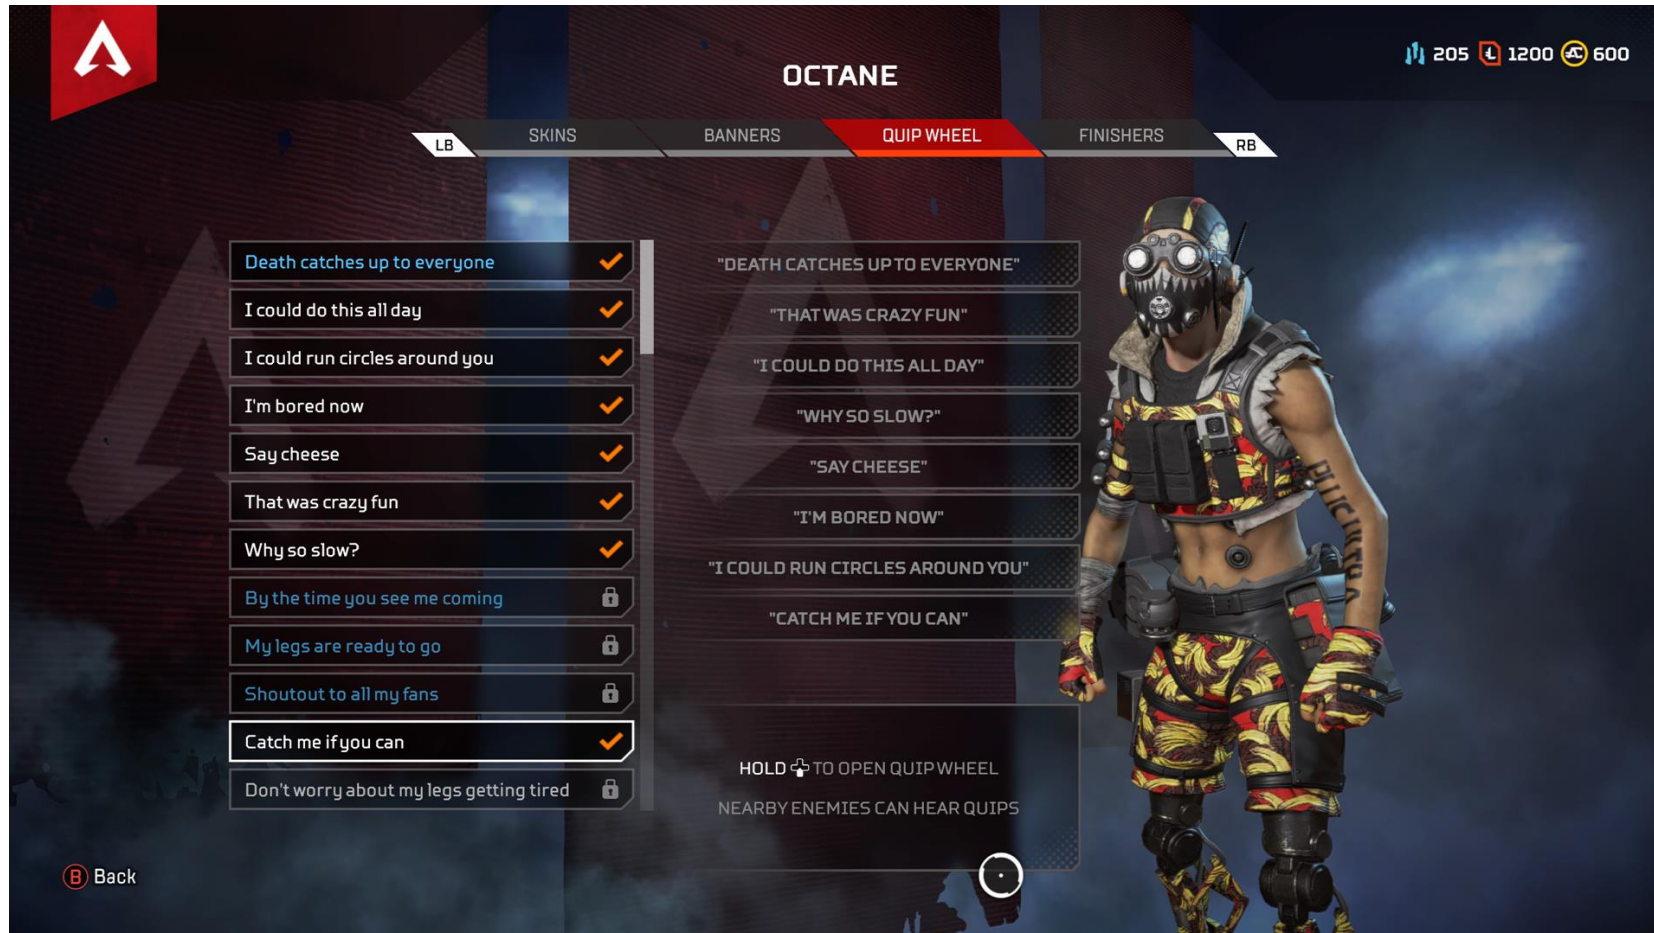 OCTANE
205 1200 600
LB SKINS BANNERS QUIP WHEEL FINISHERS RB
Death catches up to everyone
I could do this all day
I could run circles around you
I'm bored now
Say cheese
That was crazy fun
Why so slow?
By the time you see me coming
My legs are ready to go
Shoutout to all my fans
Catch me if you can
Don't worry about my legs getting tired
"DEATH CATCHES UP TO EVERYONE"
"THAT WAS CRAZY FUN"
"I COULD DO THIS ALL DAY"
"WHY SO SLOW?"
"SAY CHEESE"
"I'M BORED NOW"
"I COULD RUN CIRCLES AROUND YOU"
"CATCH ME IF YOU CAN"
HOLD TO OPEN QUIP WHEEL
NEARBY ENEMIES CAN HEAR QUIPS
B Back